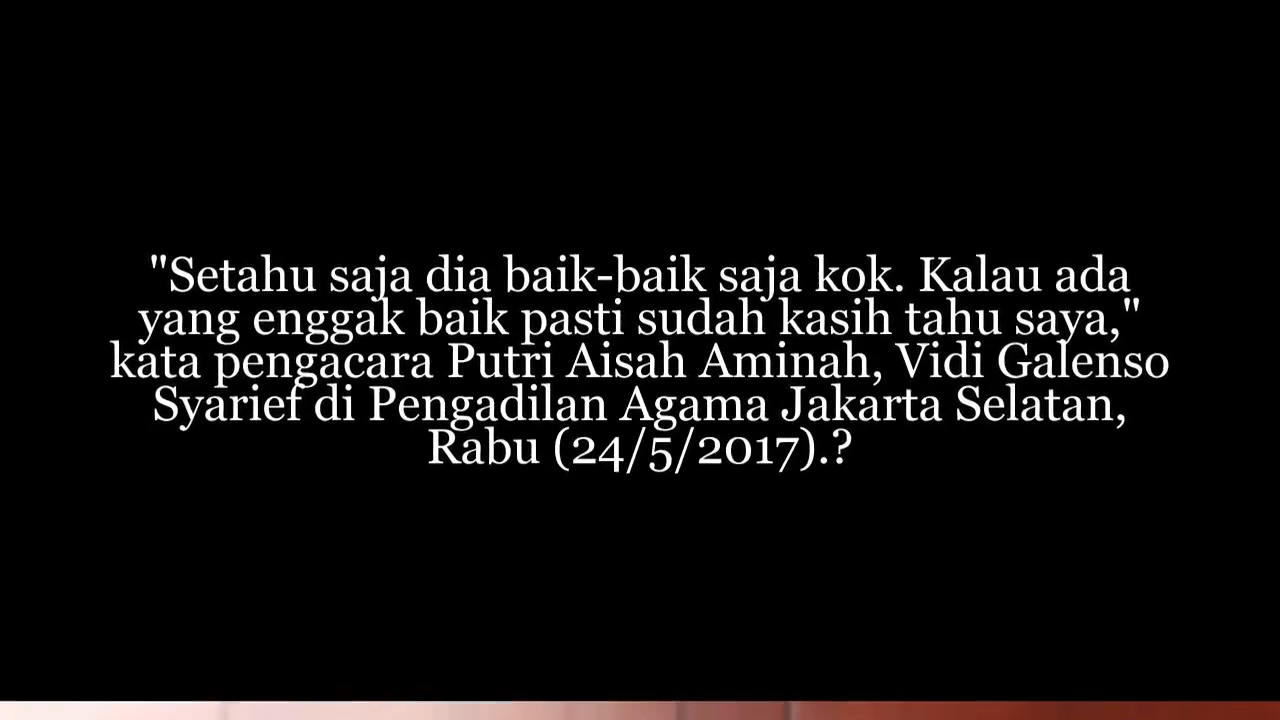 "Setahu saja dia baik-baik saja kok. Kalau ada
yang enggak baik pasti sudah kasih tahu saya,"
kata pengacara Putri Aisah Aminah, Vidi Galenso
Syarief di Pengadilan Agama Jakarta Selatan,
Rabu (24/5/2017).?